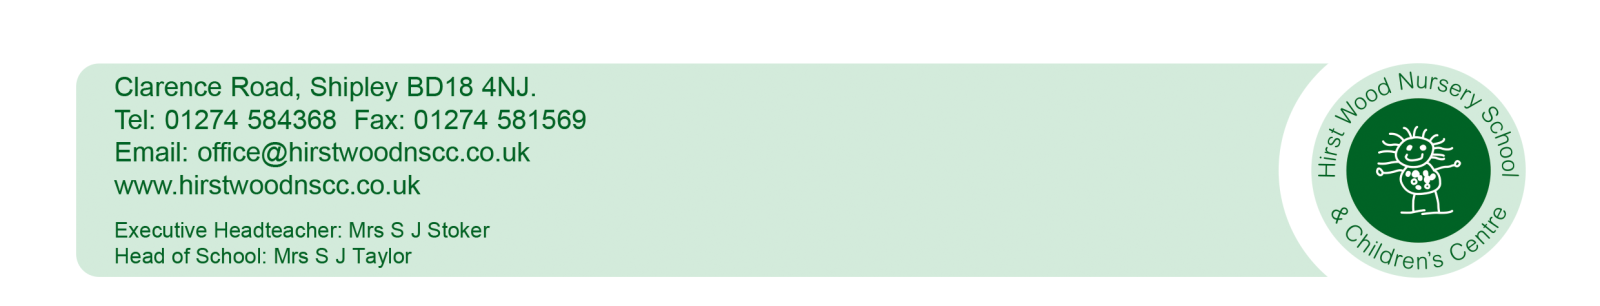 Clarence Road, Shipley BD18 4NJ.
Tel: 01274 584368  Fax: 01274 581569
Email: office@hirstwoodnscc.co.uk
www.hirstwoodnscc.co.uk
Executive Headteacher: Mrs S J Stoker
Head of School: Mrs S J Taylor
Hirst Wood Nursery School
& Children's Centre